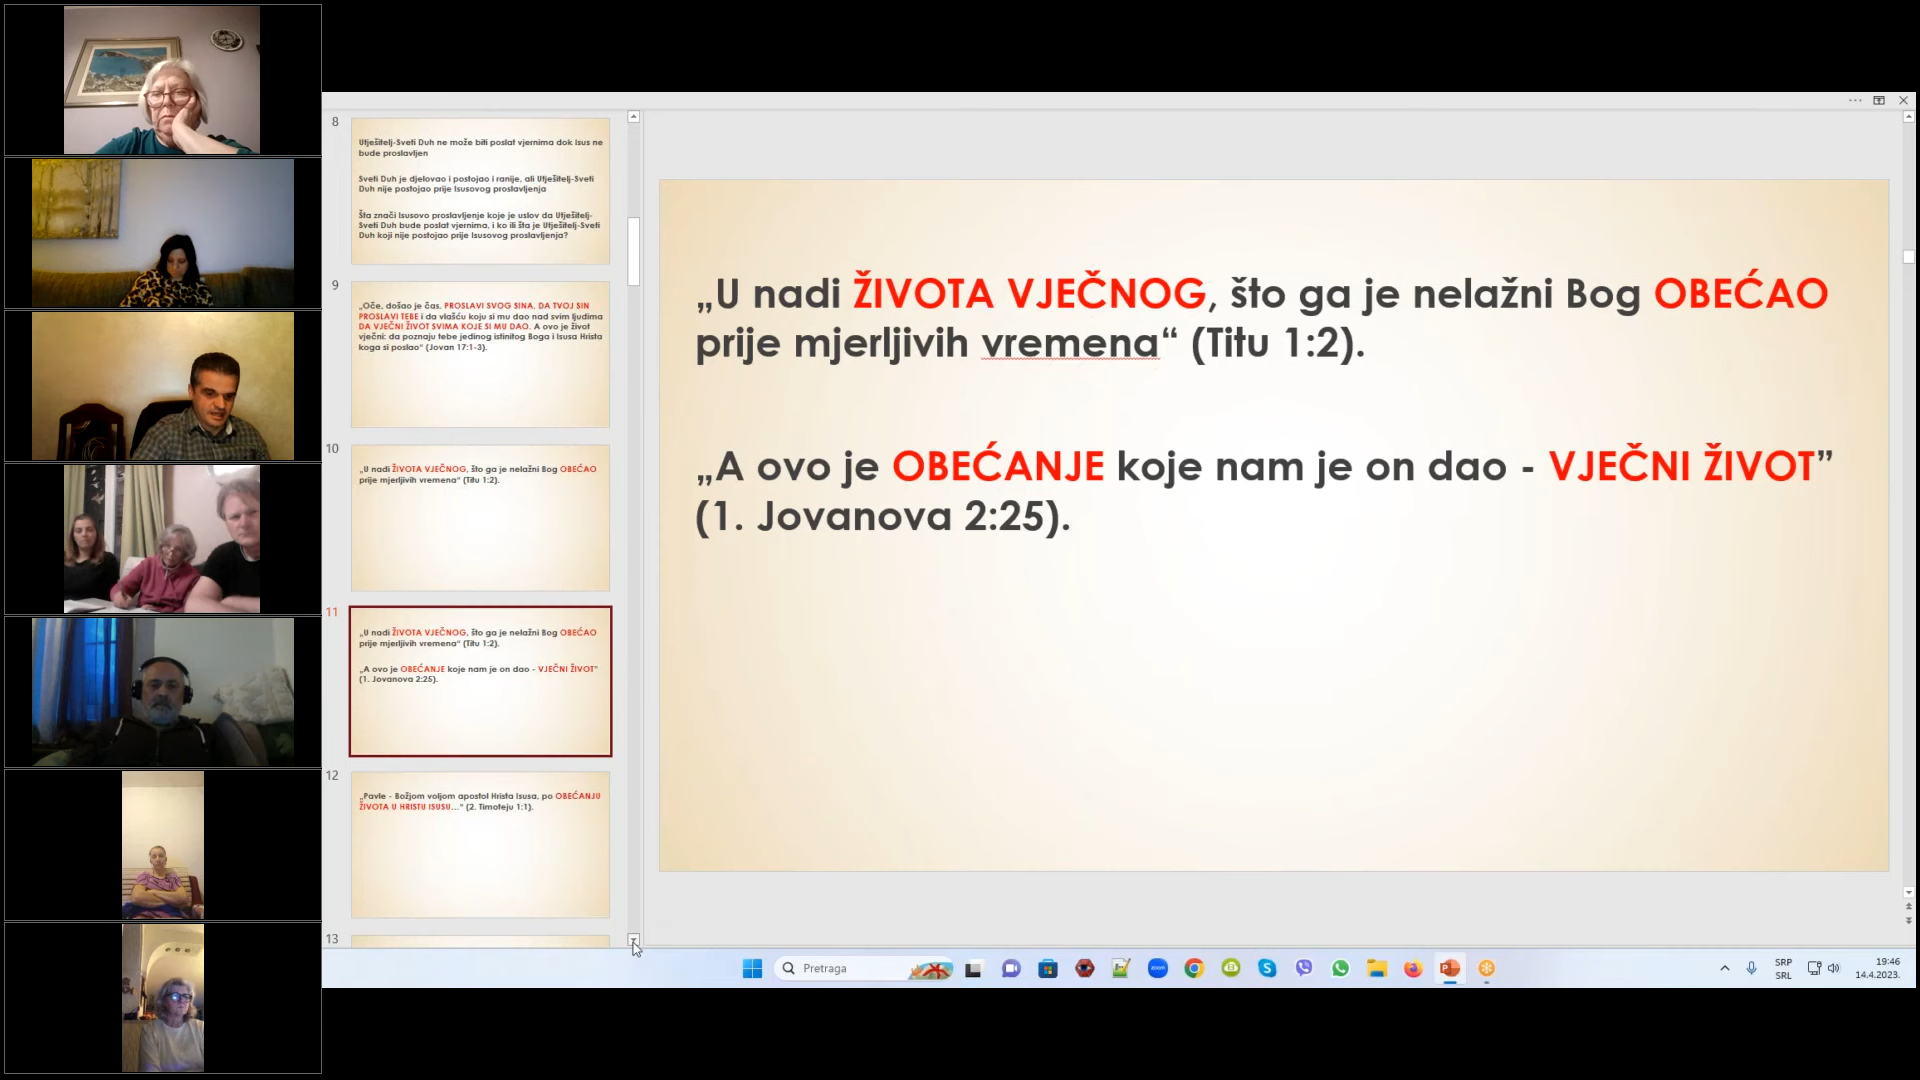 8
Utješitelj-Sveti Duh ne može biti poslat vjernima dok Isus ne
bude proslavljen
Sveti Duh je djelovao i postojao i ranije, ali Utješitelj-Sveti
Duh nije postojao prije Isusovog proslavljenja
Šta znači Isusovo proslavljenje koje je uslov da Utješitelj-
Sveti Duh bude poslat vjernima, i ko ili šta je Utješitelj-Sveti
Duh koji nije postojao prije Isusovog proslavljenja?
9
„Oče, došao je čas. PROSLAVI SVOG SINA, DA TVOJ SIN
PROSLAVI TEBE i da vlašću koju si mu dao nad svim ljudima
DA VJEČNI ŽIVOT SVIMA KOJE SI MU DAO. A ovo je život
vječni: da poznaju tebe jedinog istinitog Boga i Isusa Hrista
koga si poslao“ (Jovan 17:1-3).
10
„U nadi ŽIVOTA VJEČNOG, što ga je nelažni Bog OBEĆAO
prije mjerljivih vremena“ (Titu 1:2).
11
„U nadi ŽIVOTA VJEČNOG, što ga je nelažni Bog OBEĆAO
prije mjerljivih vremena“ (Titu 1:2).
„A ovo je OBEĆANJE koje nam je on dao - VJEČNI ŽIVOT”
(1. Jovanova 2:25).
12
„Pavle - Božjom voljom apostol Hrista Isusa, po OBEĆANJU
ŽIVOTA U HRISTU ISUSU...“ (2. Timoteju 1:1).
13
„U nadi ŽIVOTA VJEČNOG, što ga je nelažni Bog OBEĆAO
prije mjerljivih vremena“ (Titu 1:2).
„A ovo je OBEĆANJE koje nam je on dao - VJEČNI ŽIVOT”
(1. Jovanova 2:25).
Pretraga
zoom
SRP
SRL
19:46
14.4.2023.